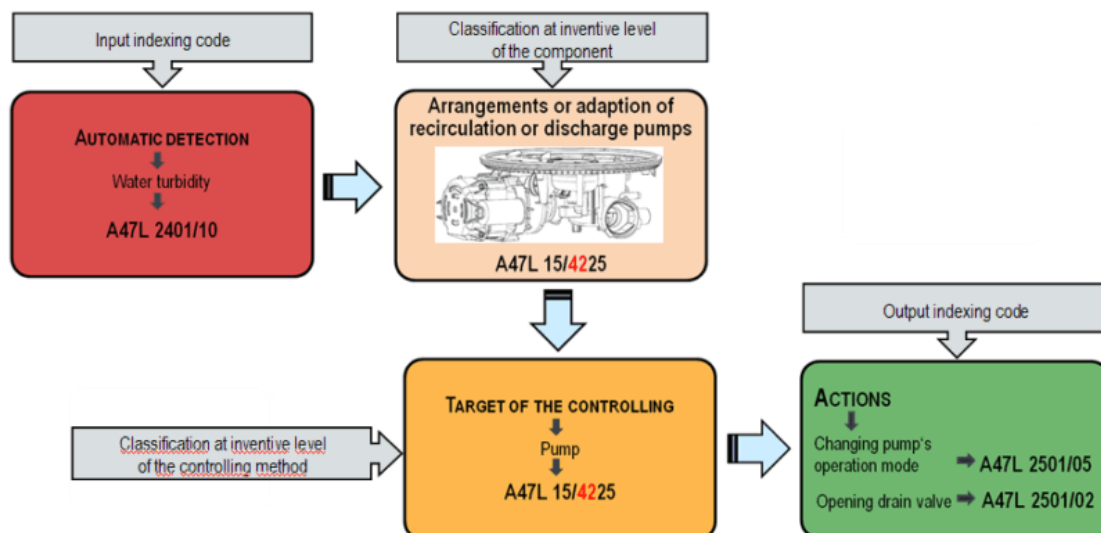 Input indexing code
Classification at inventive level
of the component
AUTOMATIC DETECTION
Water turbidity
A47L 2401/10
Arrangements or adaption of
recirculation or discharge pumps
A47L 15/4225
Output indexing code
Classification at inventive level
of the controlling method
TARGET OF THE CONTROLLING
Pump
A47L 15/4225
ACTIONS
Changing pump's
operation mode
A47L 2501/05
Opening drain valve
A47L 2501/02